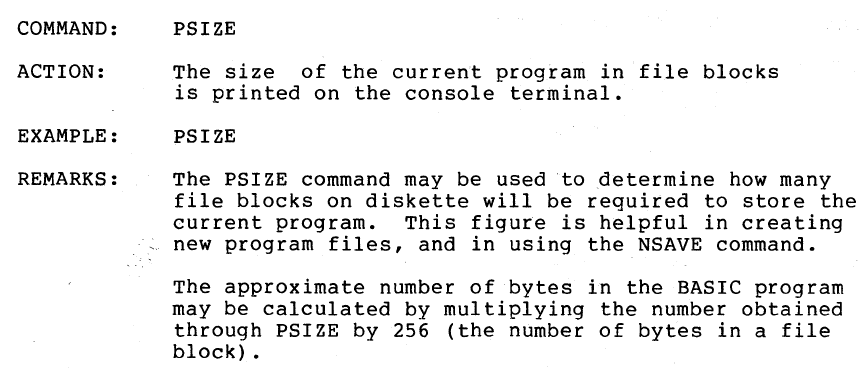 COMMAND: PSIZE
ACTION: The size of the current program in file blocks
is printed on the console terminal.
EXAMPLE: PSIZE
REMARKS: The PSIZE command may be used to determine how many
file blocks on diskette will be required to store the
current program. This figure is helpful in creating
new program files, and in using the NSAVE command.
The approximate number of bytes in the BASIC program
may be calculated by multiplying the number obtained
through PSIZE by 256 (the number of bytes in a file
block).